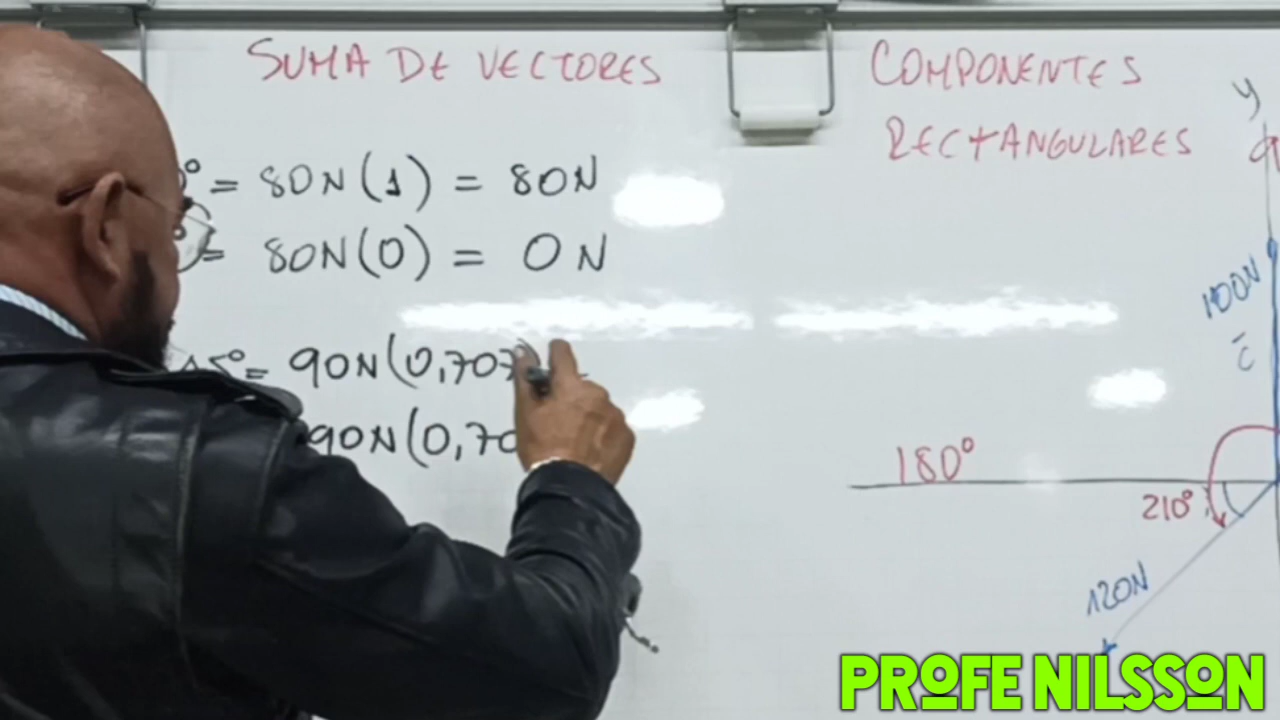 SUMA DE VECTORES
° = 80N(1) = 80N
= 80N(0) = 0N
45° = 90N(0,707) =
90N(0,70
COMPONENTES
RECTANGULARES
y
100N
c̄
180°
210°
120N
PROFE NILSSON